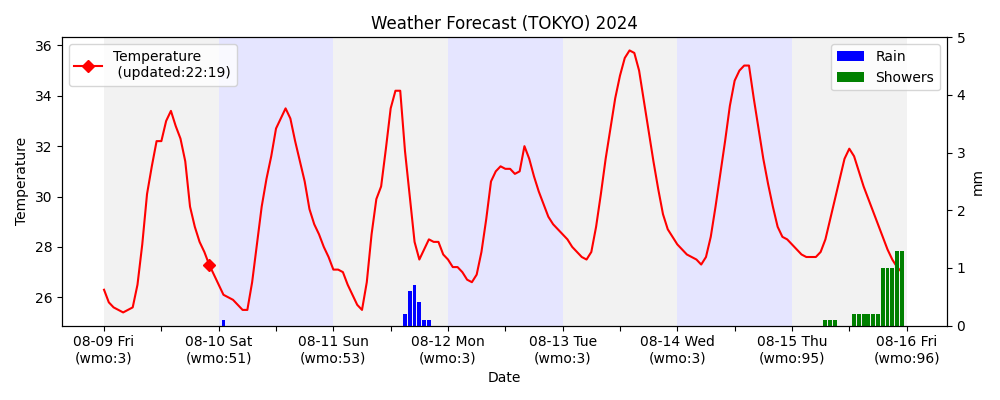 Weather Forecast (TOKYO) 2024
Temperature
(updated:22:19)
Rain
Showers
Temperature
36
34
32
30
28
26
5
4
3
2
1
0
mm
08-09 Fri
(wmo:3)
08-10 Sat
(wmo:51)
08-11 Sun
(wmo:53)
08-12 Mon
(wmo:3)
08-13 Tue
(wmo:3)
08-14 Wed
(wmo:3)
08-15 Thu
(wmo:95)
08-16 Fri
(wmo:96)
Date